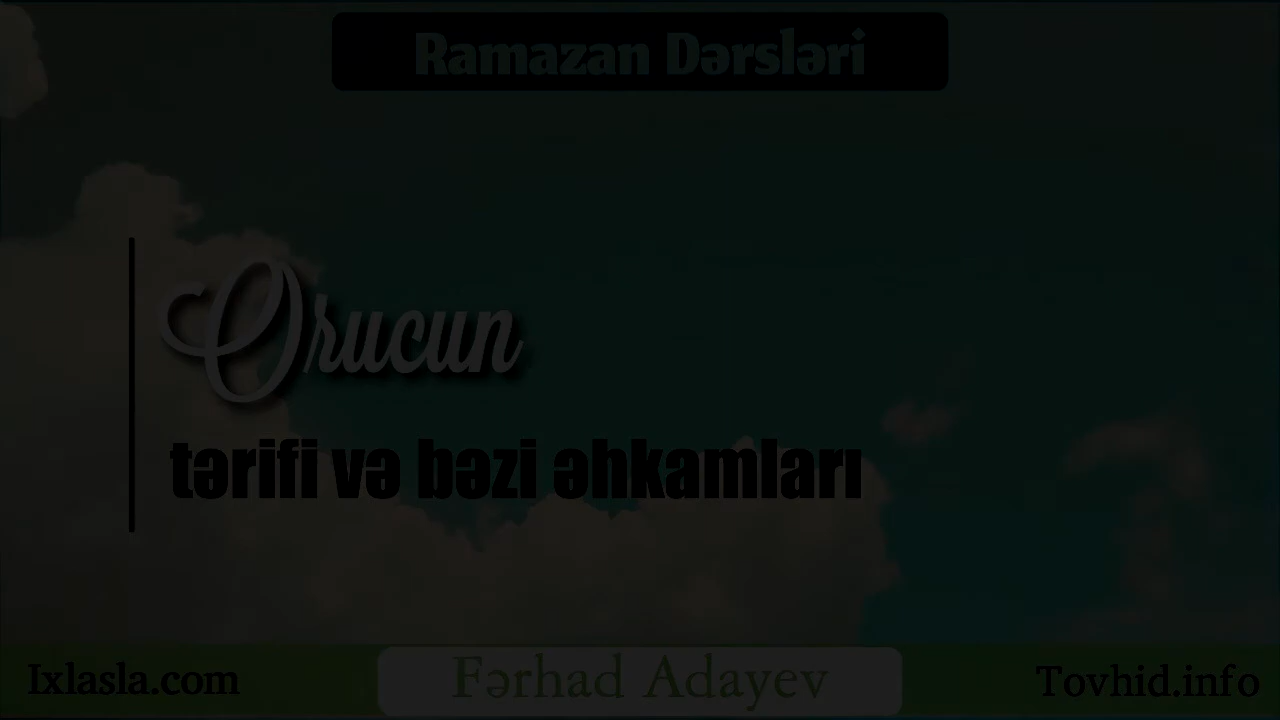 Ramazan Dərsləri
Orucun
tərifi və bəzi əhkamları
Ixlasla.com
Fərhad Adayev
Tovhid.info